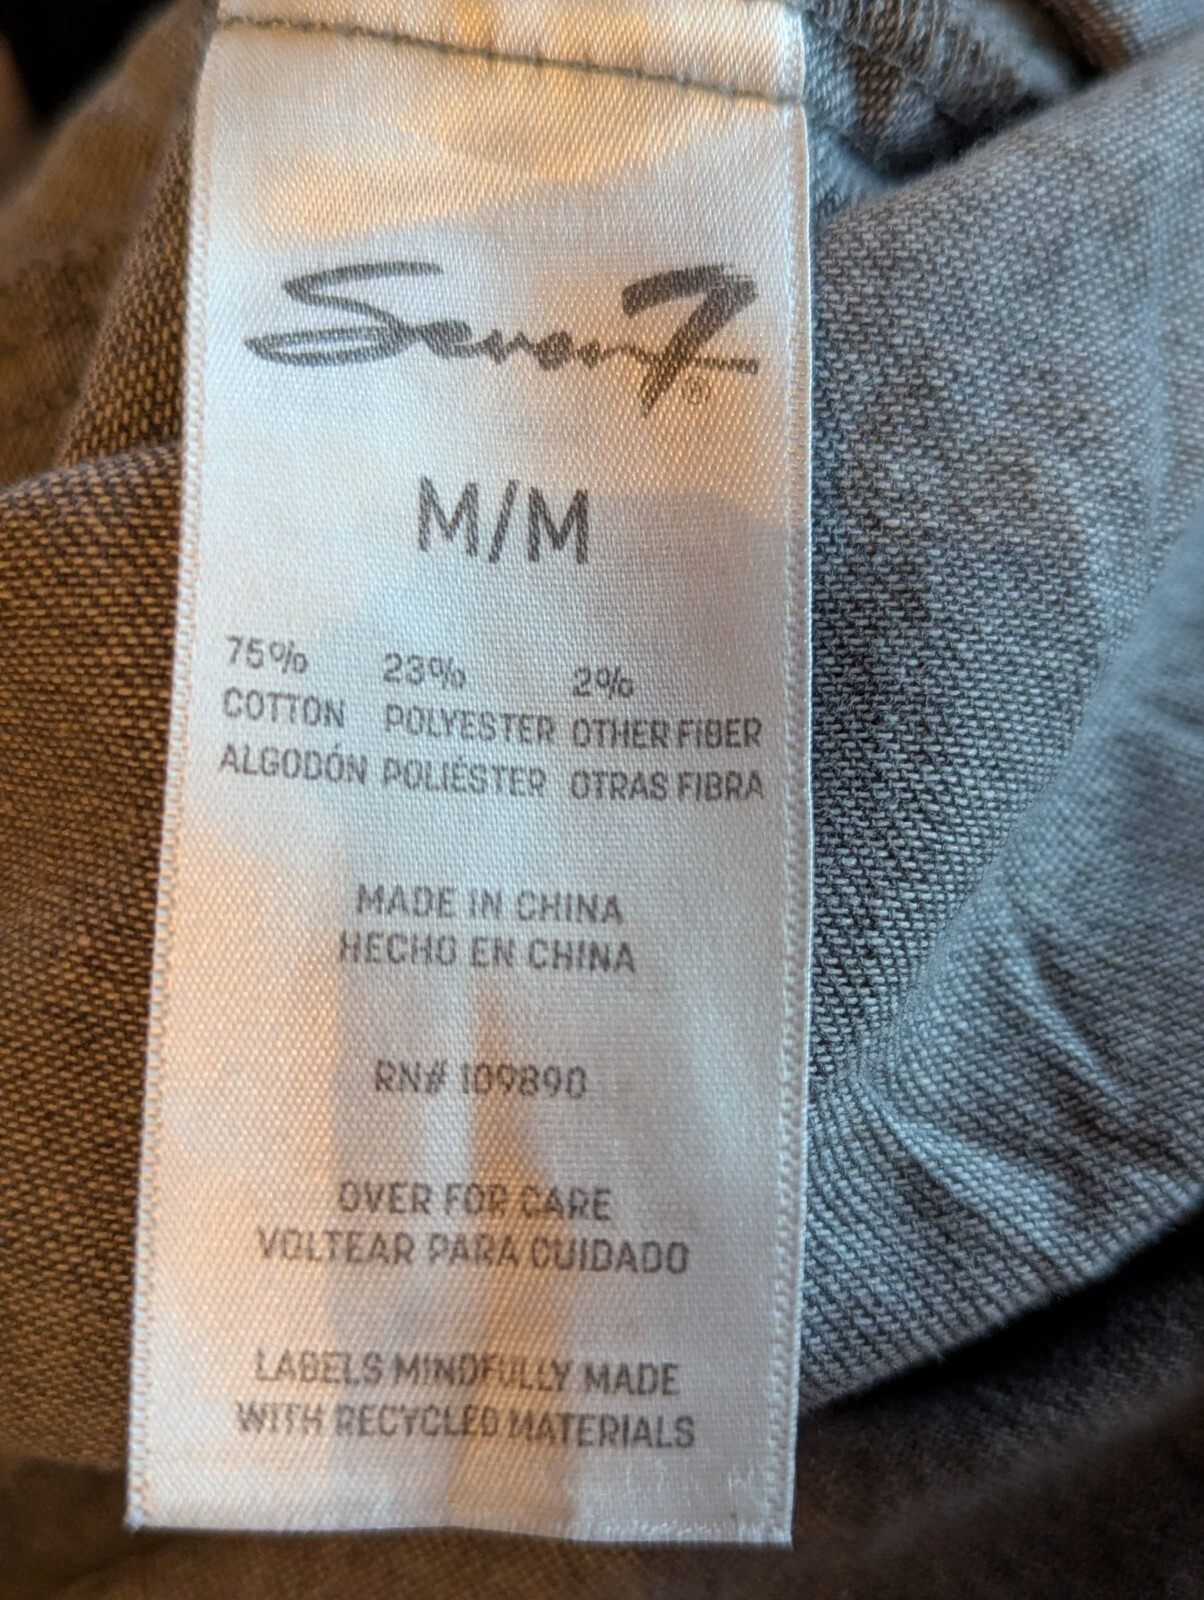 Seven7®
M/M
75% 23% 2%
COTTON POLYESTER OTHER FIBER
ALGODÓN POLIÉSTER OTRAS FIBRA
MADE IN CHINA
HECHO EN CHINA
RN# 109890
OVER FOR CARE
VOLTEAR PARA CUIDADO
LABELS MINDFULLY MADE
WITH RECYCLED MATERIALS